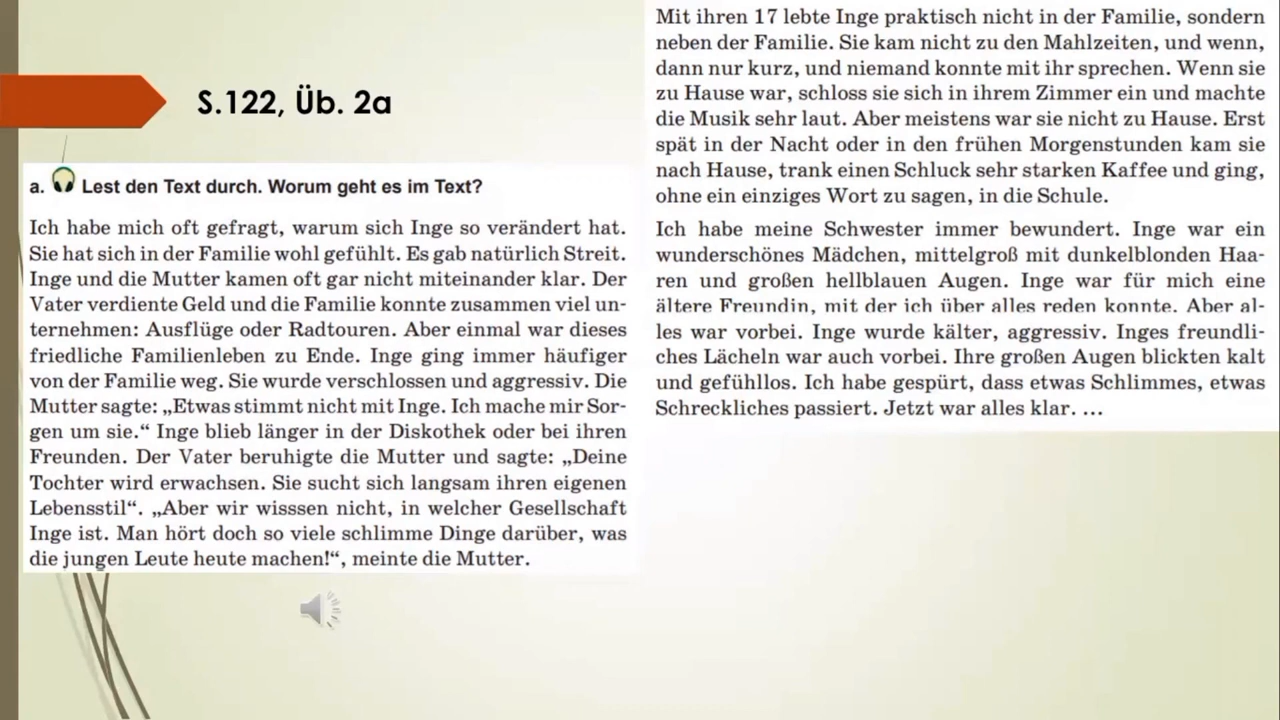 S.122, Üb. 2a
a. Lest den Text durch. Worum geht es im Text?
Ich habe mich oft gefragt, warum sich Inge so verändert hat.
Sie hat sich in der Familie wohl gefühlt. Es gab natürlich Streit.
Inge und die Mutter kamen oft gar nicht miteinander klar. Der
Vater verdiente Geld und die Familie konnte zusammen viel un-
ternehmen: Ausflüge oder Radtouren. Aber einmal war dieses
friedliche Familienleben zu Ende. Inge ging immer häufiger
von der Familie weg. Sie wurde verschlossen und aggressiv. Die
Mutter sagte: „Etwas stimmt nicht mit Inge. Ich mache mir Sor-
gen um sie.“ Inge blieb länger in der Diskothek oder bei ihren
Freunden. Der Vater beruhigte die Mutter und sagte: „Deine
Tochter wird erwachsen. Sie sucht sich langsam ihren eigenen
Lebensstil“. „Aber wir wisssen nicht, in welcher Gesellschaft
Inge ist. Man hört doch so viele schlimme Dinge darüber, was
die jungen Leute heute machen!“, meinte die Mutter.
Mit ihren 17 lebte Inge praktisch nicht in der Familie, sondern
neben der Familie. Sie kam nicht zu den Mahlzeiten, und wenn,
dann nur kurz, und niemand konnte mit ihr sprechen. Wenn sie
zu Hause war, schloss sie sich in ihrem Zimmer ein und machte
die Musik sehr laut. Aber meistens war sie nicht zu Hause. Erst
spät in der Nacht oder in den frühen Morgenstunden kam sie
nach Hause, trank einen Schluck sehr starken Kaffee und ging,
ohne ein einziges Wort zu sagen, in die Schule.
Ich habe meine Schwester immer bewundert. Inge war ein
wunderschönes Mädchen, mittelgroß mit dunkelblonden Haa-
ren und großen hellblauen Augen. Inge war für mich eine
ältere Freundin, mit der ich über alles reden konnte. Aber al-
les war vorbei. Inge wurde kälter, aggressiv. Inges freundli-
ches Lächeln war auch vorbei. Ihre großen Augen blickten kalt
und gefühllos. Ich habe gespürt, dass etwas Schlimmes, etwas
Schreckliches passiert. Jetzt war alles klar. ...